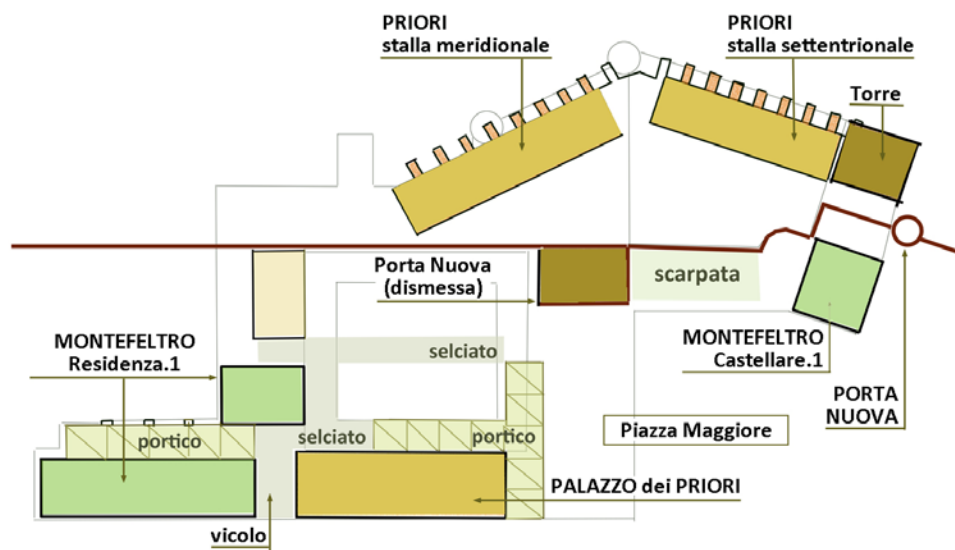 PRIORI
stalla meridionale
PRIORI
stalla settentrionale
Torre
Porta Nuova
(dismessa)
scarpata
MONTEFELTRO
Residenza.1
selciato
MONTEFELTRO
Castellare.1
PORTA
NUOVA
portico
selciato
portico
Piazza Maggiore
PALAZZO dei PRIORI
vicolo